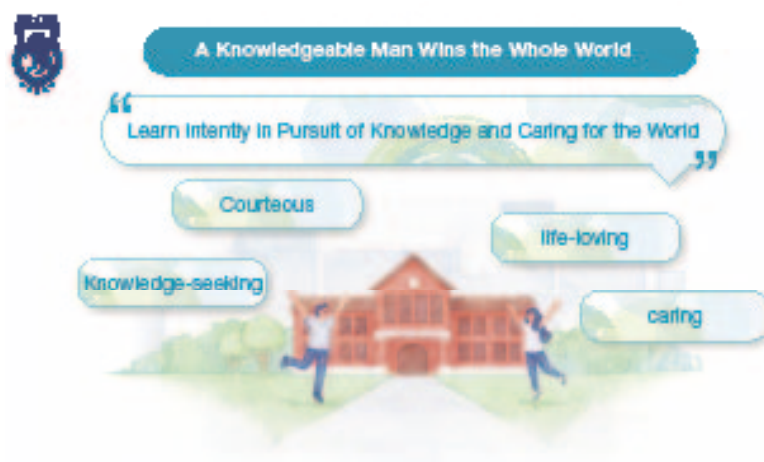 A Knowledgeable Man Wins the Whole World
“
Learn Intently in Pursuit of Knowledge and Caring for the World
”
Courteous
life-loving
Knowledge-seeking
caring